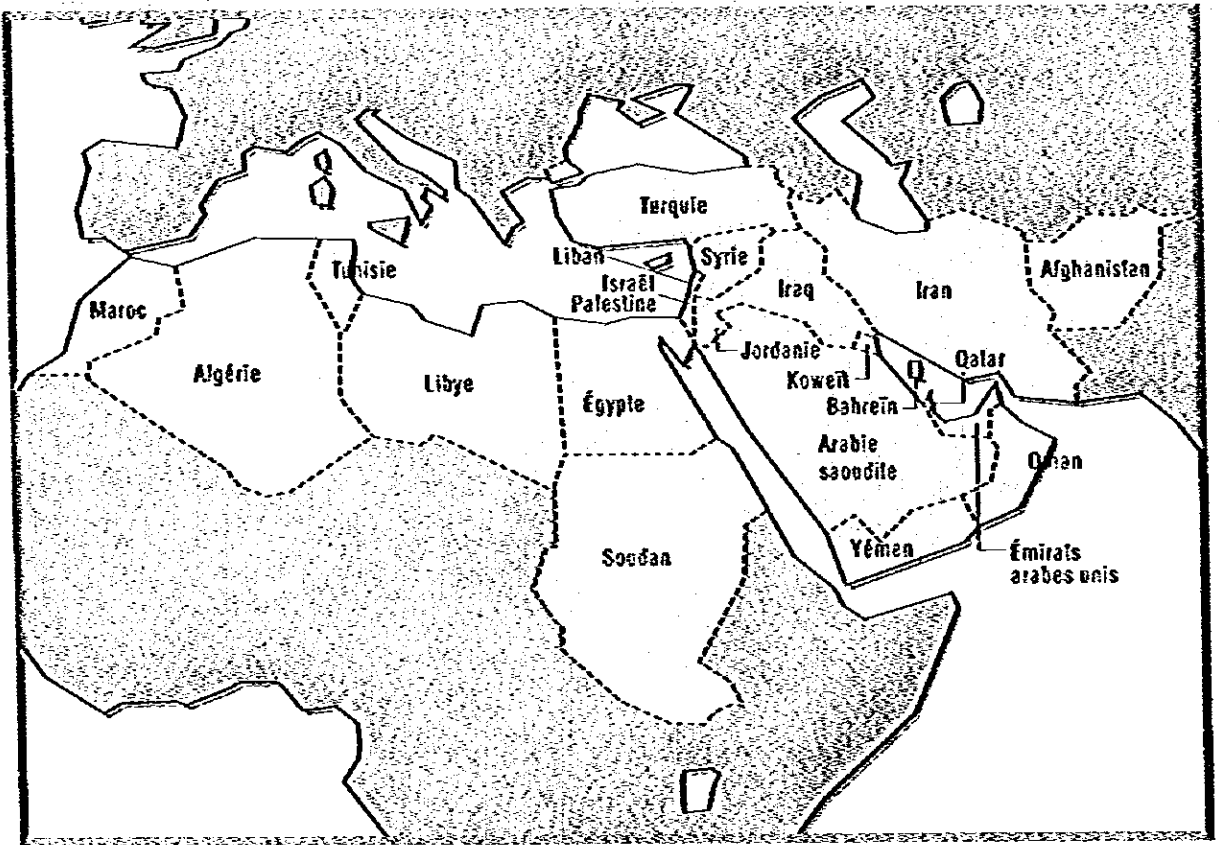 Turquie
Liban
Syrie
Tunisie
Israël
Palestine
Iraq
Iran
Afghanistan
Maroc
Algérie
Libye
Égypte
Jordanie
Koweït
Qatar
Bahreïn
Arabie
saoudite
Oman
Soudan
Yémen
Émirats
arabes unis